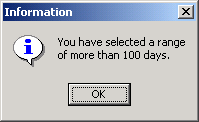 Information
You have selected a range
of more than 100 days.
OK